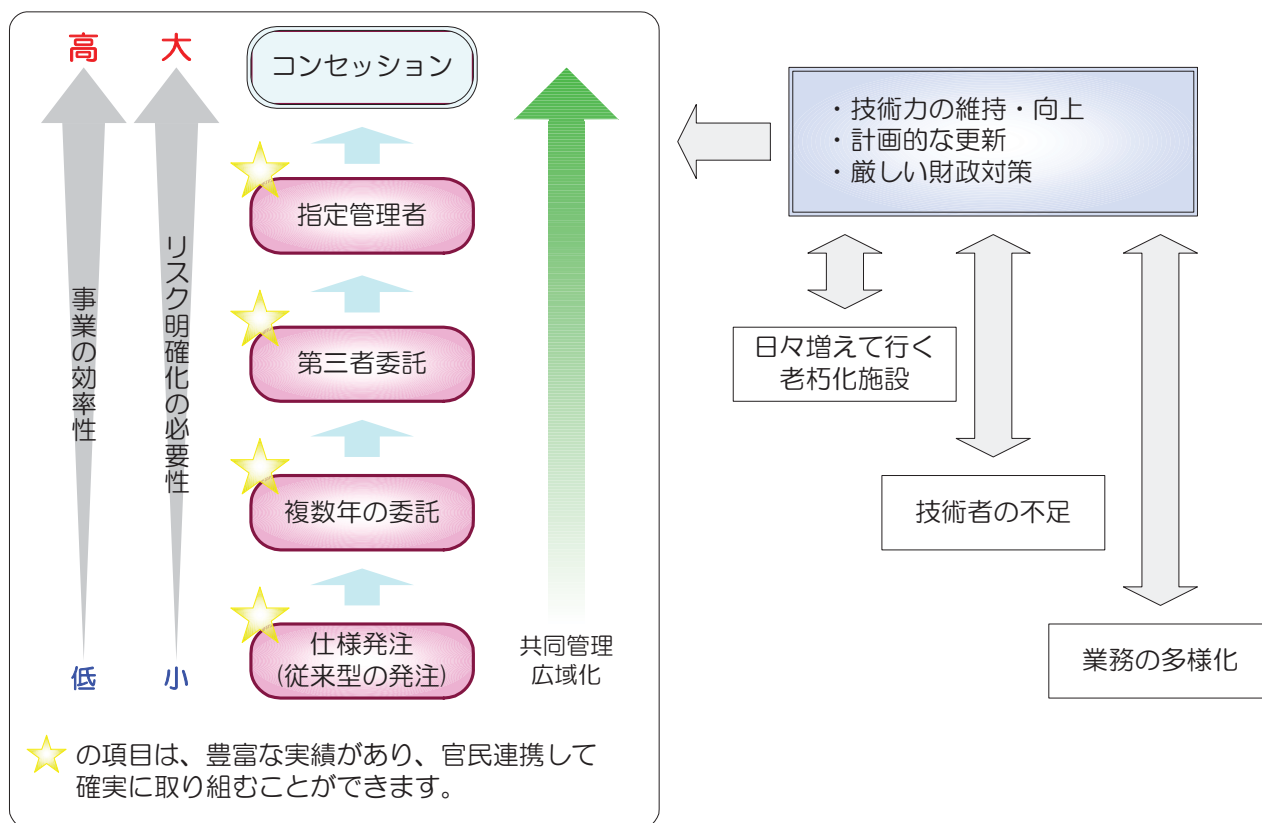 高
大
コンセッション
指定管理者
第三者委託
複数年の委託
仕様発注
(従来型の発注)
事業の効率性
リスク明確化の必要性
低
小
共同管理
広域化
の項目は、豊富な実績があり、官民連携して
確実に取り組むことができます。
・技術力の維持・向上
・計画的な更新
・厳しい財政対策
日々増えて行く
老朽化施設
技術者の不足
業務の多様化